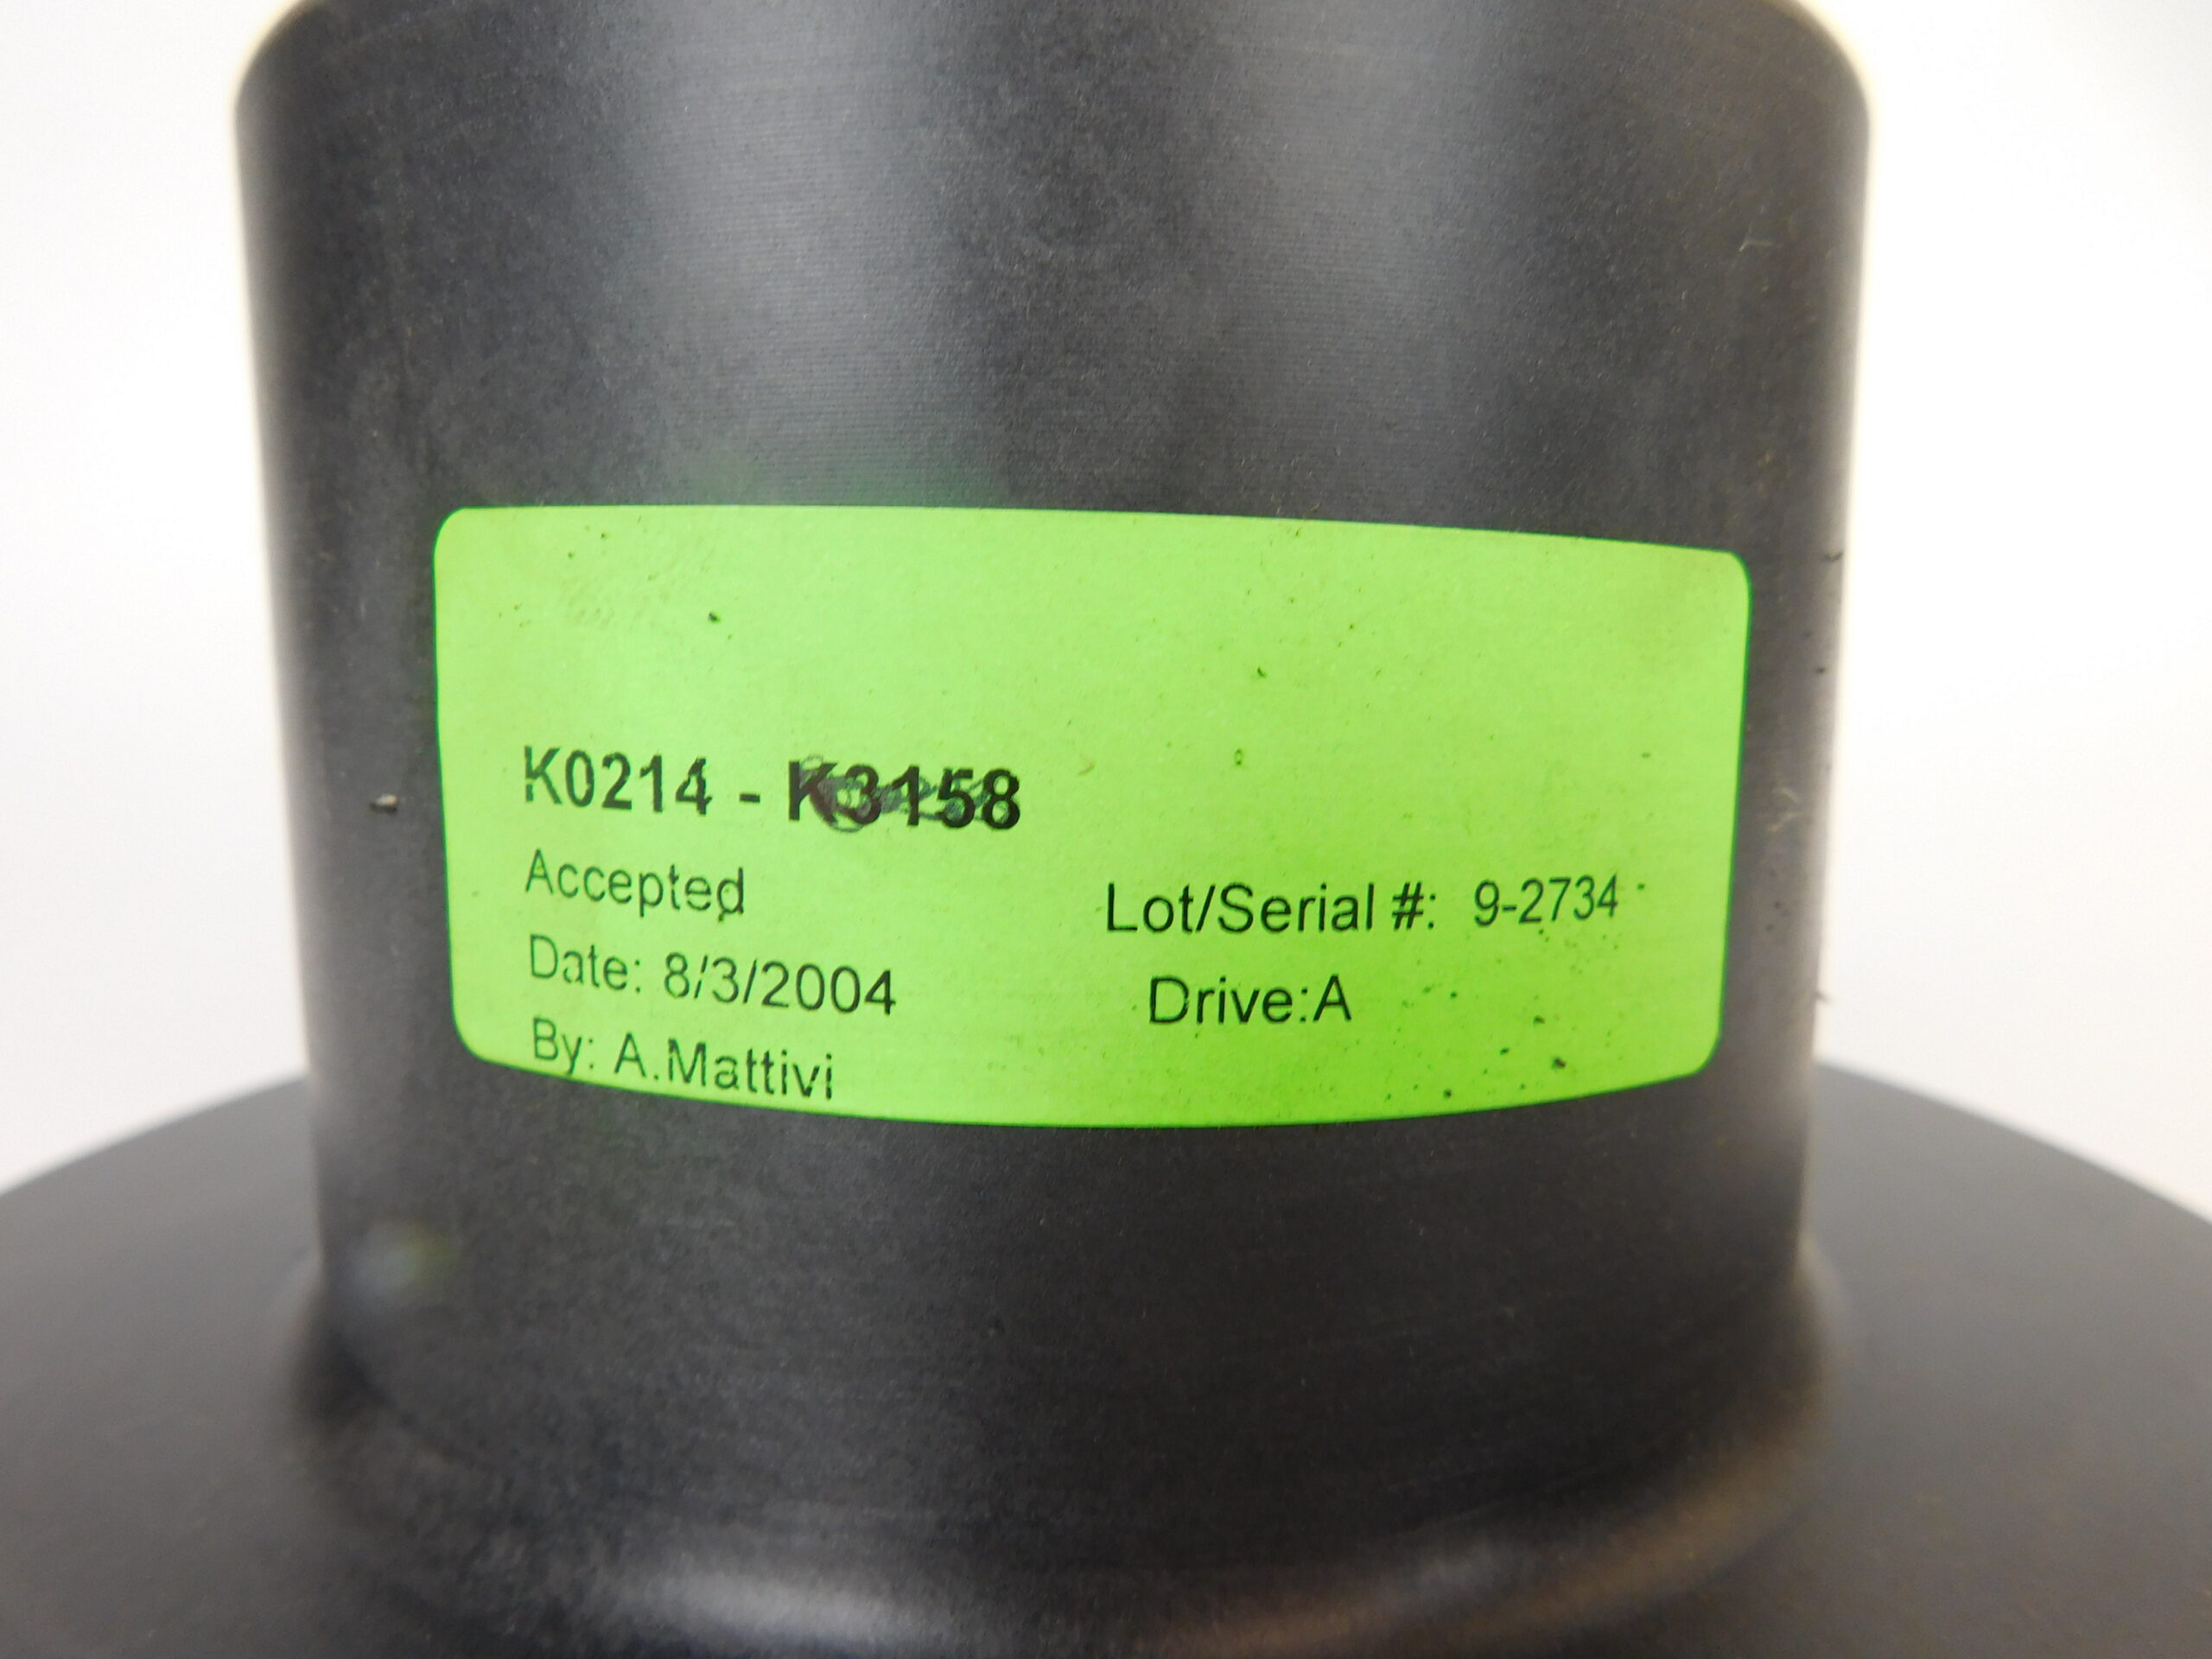 K0214 - K3158
Accepted
Lot/Serial #: 9-2734
Date: 8/3/2004
Drive:A
By: A.Mattivi